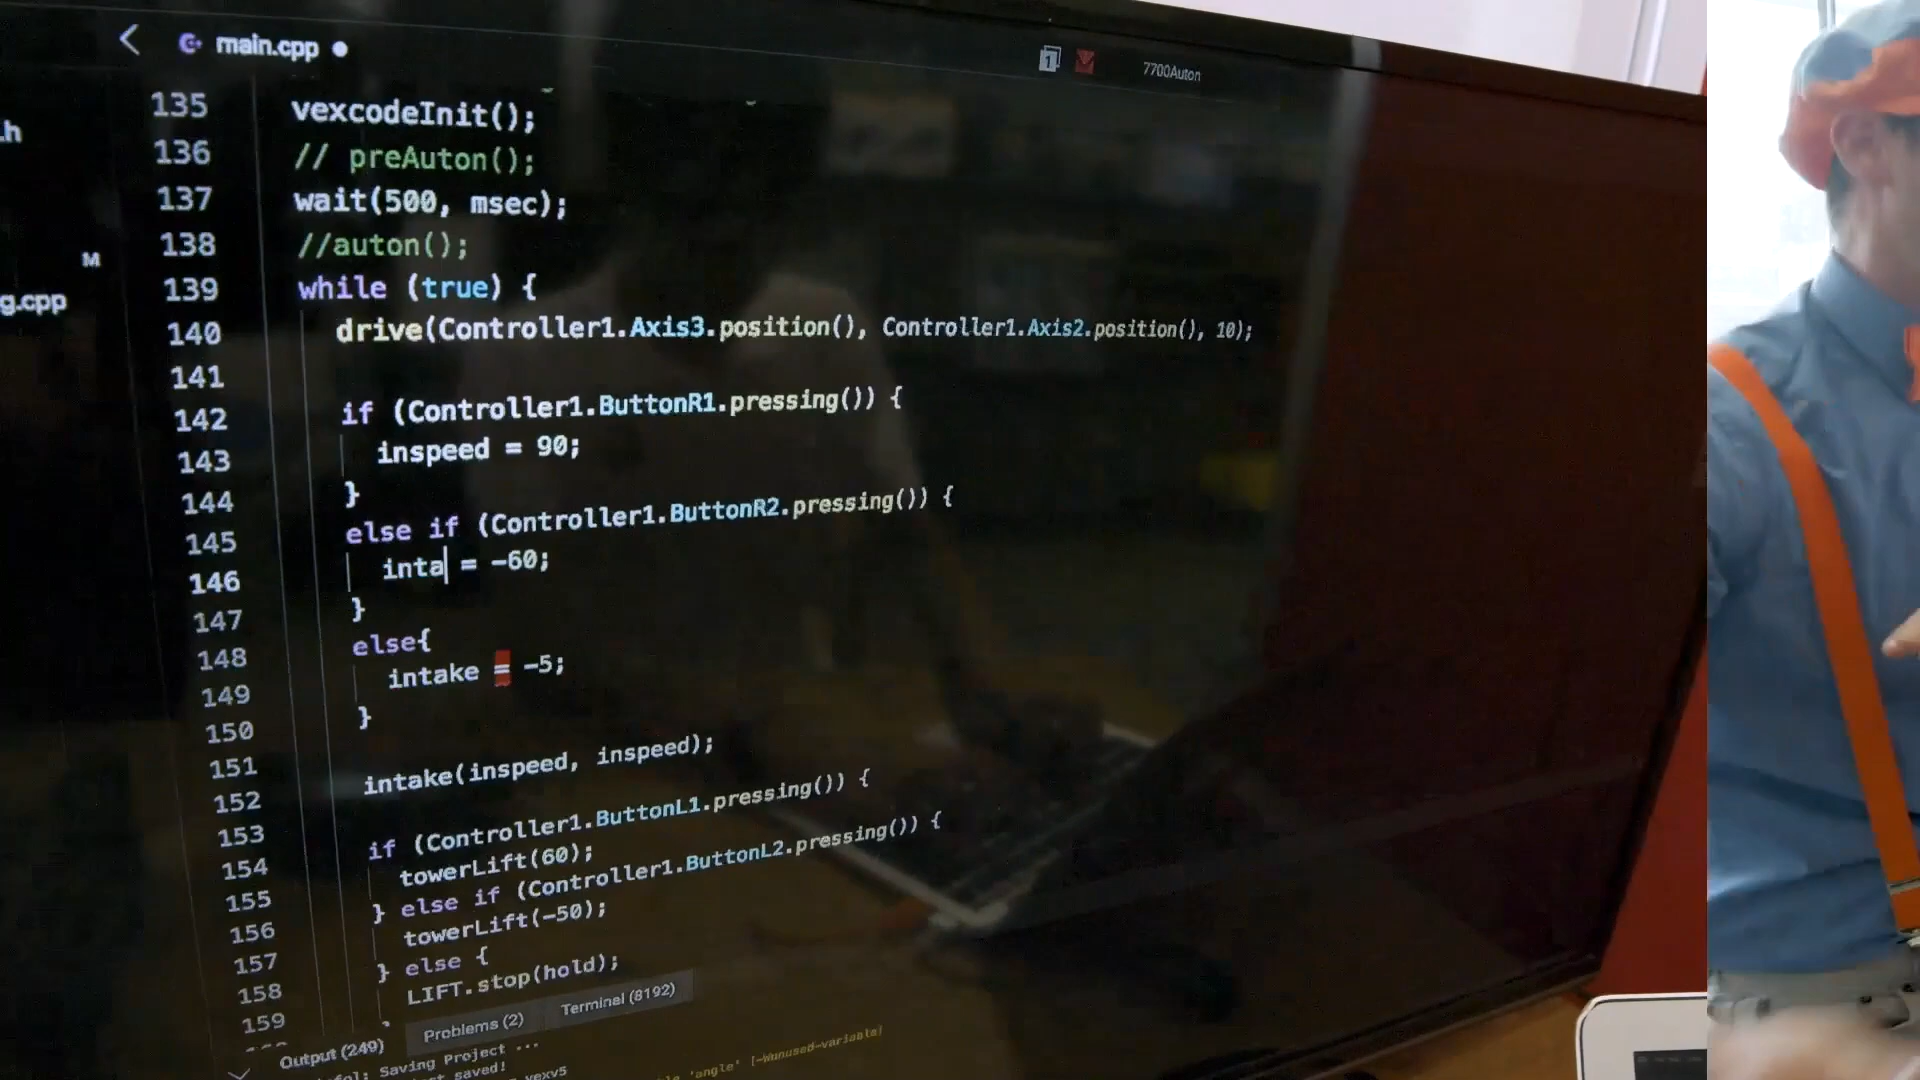 main.cpp
7700Auton
.h
M
g.cpp
135 vexcodeInit();
136 // preAuton();
137 wait(500, msec);
138 //auton();
139 while (true) {
140 drive(Controller1.Axis3.position(), Controller1.Axis2.position(), 10);
141
142 if (Controller1.ButtonR1.pressing()) {
143 inspeed = 90;
144 }
145 else if (Controller1.ButtonR2.pressing()) {
146 inta = -60;
147 }
148 else{
149 intake = -5;
150 }
151
152 intake(inspeed, inspeed);
153
154 if (Controller1.ButtonL1.pressing()) {
155 towerLift(60);
156 } else if (Controller1.ButtonL2.pressing()) {
157 towerLift(-50);
158 } else {
159 LIFT.stop(hold);
Output (249) Problems (2) Terminal (8192)
Saving Project ...
saved!
vexv5
'angle' [-Wunused-variable]